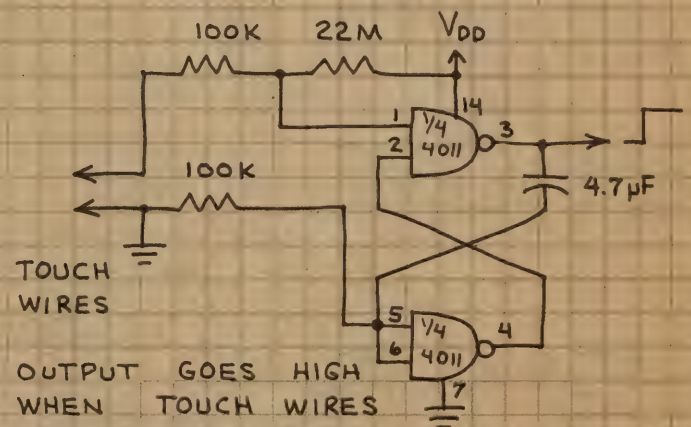 100K 22M VDD
14
1 1/4 3
2 4011
100K
4.7µF
TOUCH
WIRES
5 1/4 4
6 4011
7
OUTPUT GOES HIGH
WHEN TOUCH WIRES